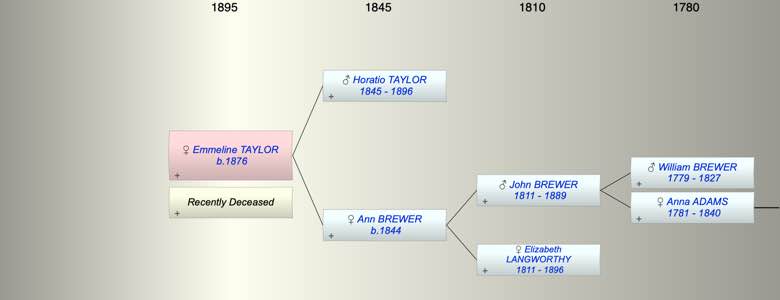 1895 1845 1810 1780
♂ Horatio TAYLOR
1845 - 1896
+
♀ Emmeline TAYLOR
b.1876
+
Recently Deceased
+
♀ Ann BREWER
b.1844
+
♂ John BREWER
1811 - 1889
+
♀ Elizabeth
LANGWORTHY
1811 - 1896
+
♂ William BREWER
1779 - 1827
+
♀ Anna ADAMS
1781 - 1840
+